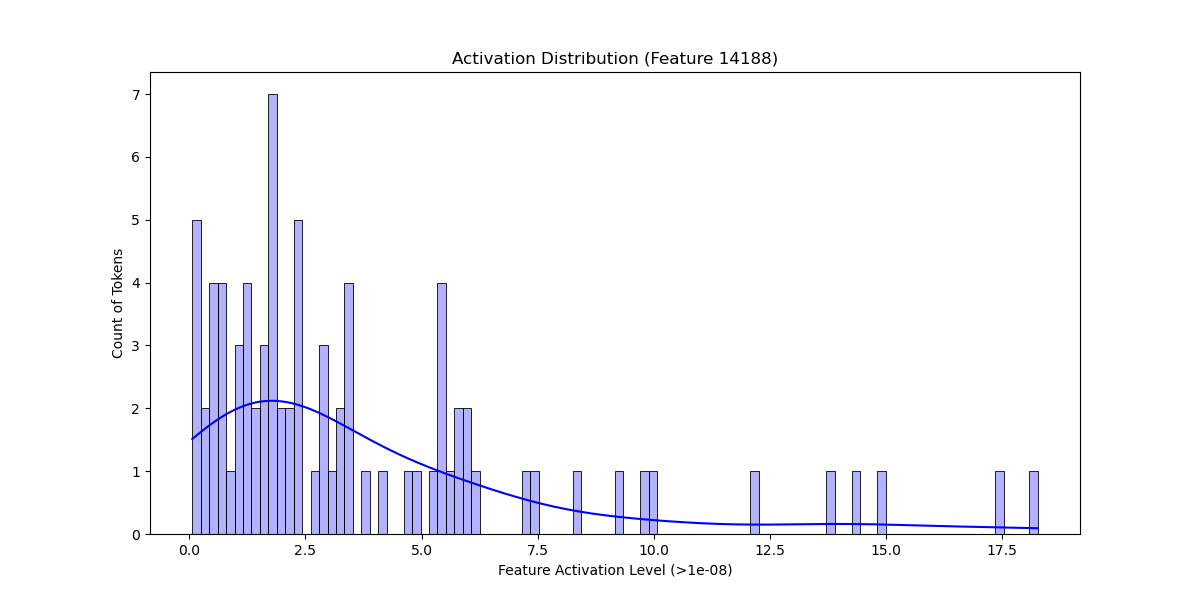 Activation Distribution (Feature 14188)
7
6
5
4
3
2
1
0
Count of Tokens
0.0 2.5 5.0 7.5 10.0 12.5 15.0 17.5
Feature Activation Level (>1e-08)